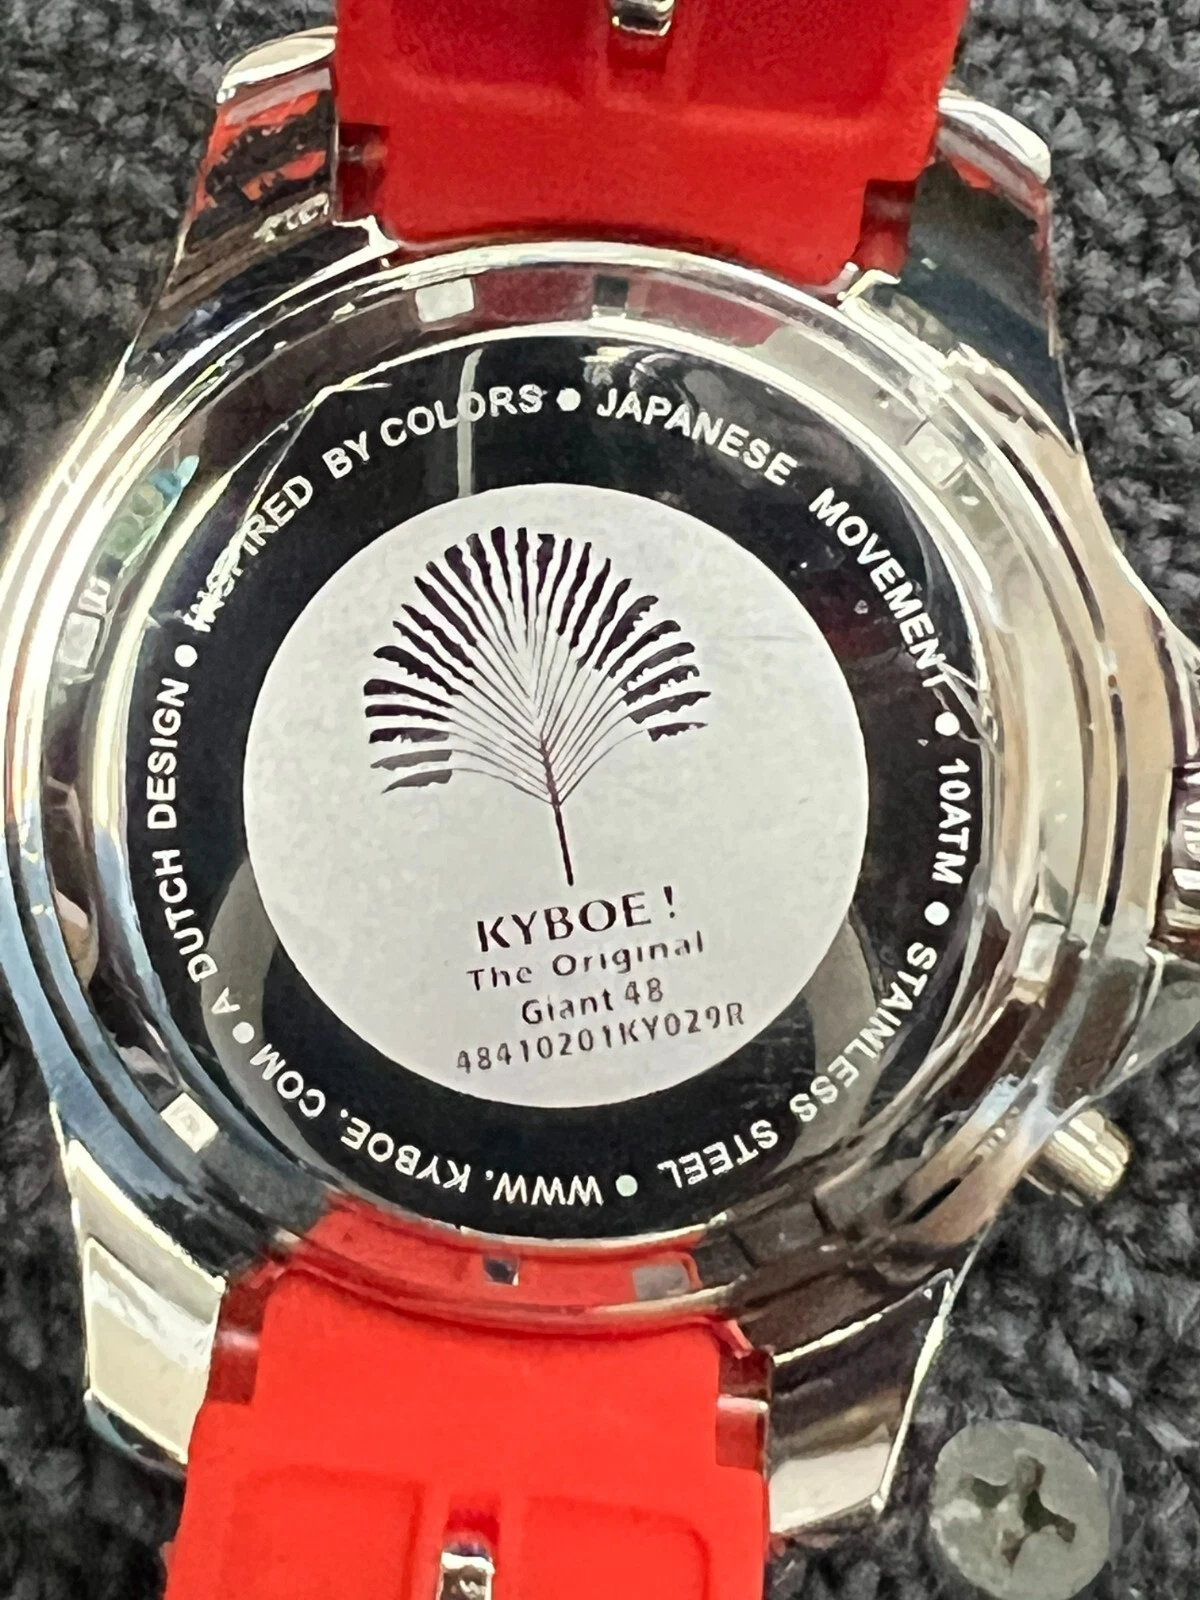 INSPIRED BY COLORS • JAPANESE MOVEMENT • 10ATM • STAINLESS STEEL • WWW.KYBOE.COM • A DUTCH DESIGN •
KYBOE!
The Original
Giant 48
48410201KY029R